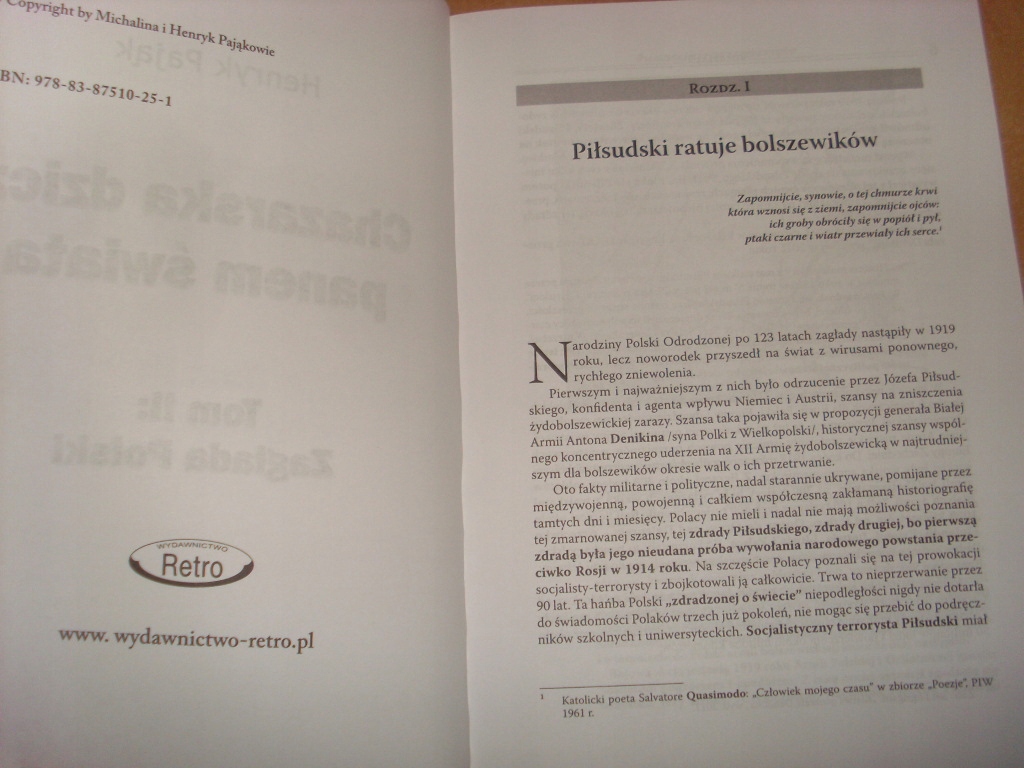 Copyright by Michalina i Henryk Pająkowie
BN: 978-83-87510-25-1
Henryk Pająk
Chazarska dzicz
panem świata
Tom II:
Zagłada Polski
WYDAWNICTWO
Retro
www. wydawnictwo-retro.pl
ROZDZ. I
Piłsudski ratuje bolszewików
Zapomnijcie, synowie, o tej chmurze krwi
która wznosi się z ziemi, zapomnijcie ojców:
ich groby obróciły się w popiół i pył,
ptaki czarne i wiatr przewiały ich serce.¹
Narodziny Polski Odrodzonej po 123 latach zagłady nastąpiły w 1919
roku, lecz noworodek przyszedł na świat z wirusami ponownego,
rychłego zniewolenia.
Pierwszym i najważniejszym z nich było odrzucenie przez Józefa Piłsud-
skiego, konfidenta i agenta wpływu Niemiec i Austrii, szansy na zniszczenia
żydobolszewickiej zarazy. Szansa taka pojawiła się w propozycji generała Białej
Armii Antona Denikina /syna Polki z Wielkopolski/, historycznej szansy wspól-
nego koncentrycznego uderzenia na XII Armię żydobolszewicką w najtrudniej-
szym dla bolszewików okresie walk o ich przetrwanie.
Oto fakty militarne i polityczne, nadal starannie ukrywane, pomijane przez
międzywojenną, powojenną i całkiem współczesną zakłamaną historiografię
tamtych dni i miesięcy. Polacy nie mieli i nadal nie mają możliwości poznania
tej zmarnowanej szansy, tej zdrady Piłsudskiego, zdrady drugiej, bo pierwszą
zdradą była jego nieudana próba wywołania narodowego powstania prze-
ciwko Rosji w 1914 roku. Na szczęście Polacy poznali się na tej prowokacji
socjalisty-terrorysty i zbojkotowali ją całkowicie. Trwa to nieprzerwanie przez
90 lat. Ta hańba Polski „zdradzonej o świecie” niepodległości nigdy nie dotarła
do świadomości Polaków trzech już pokoleń, nie mogąc się przebić do podręcz-
ników szkolnych i uniwersyteckich. Socjalistyczny terrorysta Piłsudski miał
¹ Katolicki poeta Salvatore Quasimodo: „Człowiek mojego czasu” w zbiorze „Poezje”, PIW
1961 r.